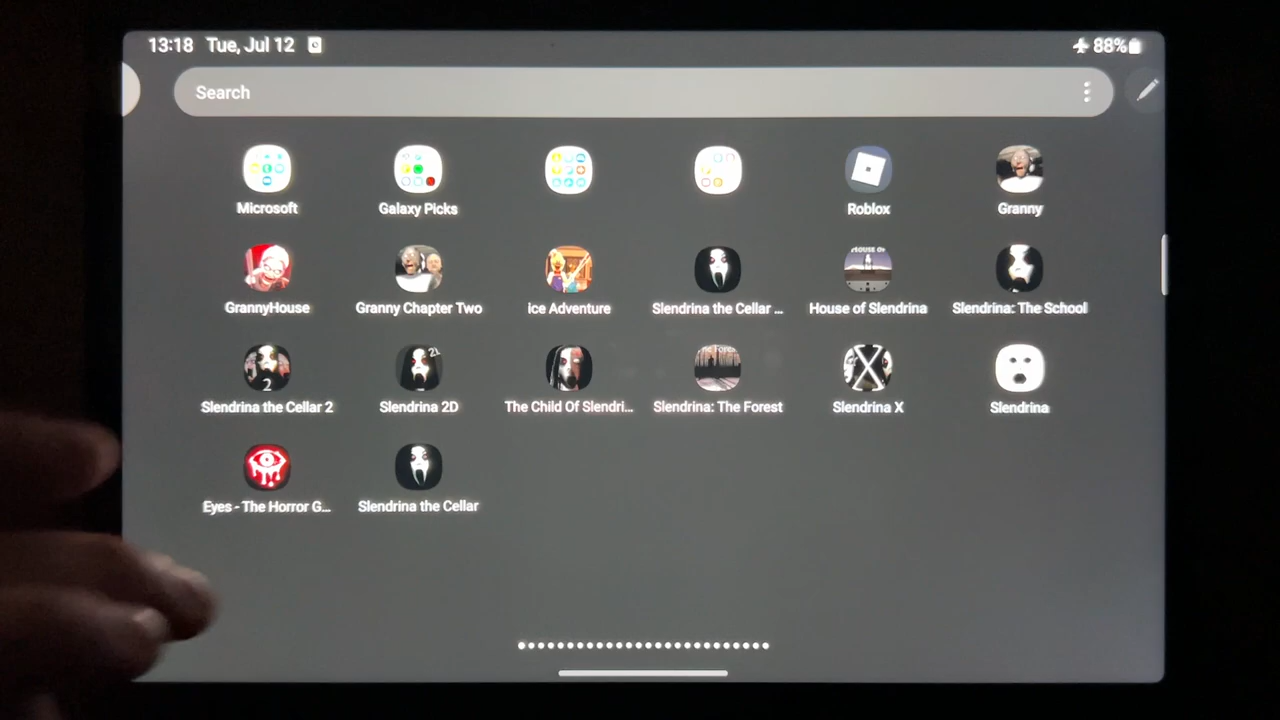 13:18 Tue, Jul 12
88%
Search
Microsoft
Galaxy Picks
Roblox
Granny
GrannyHouse
Granny Chapter Two
ice Adventure
Slendrina the Cellar ...
House of Slendrina
Slendrina: The School
Slendrina the Cellar 2
Slendrina 2D
The Child Of Slendri...
Slendrina: The Forest
Slendrina X
Slendrina
Eyes - The Horror G...
Slendrina the Cellar